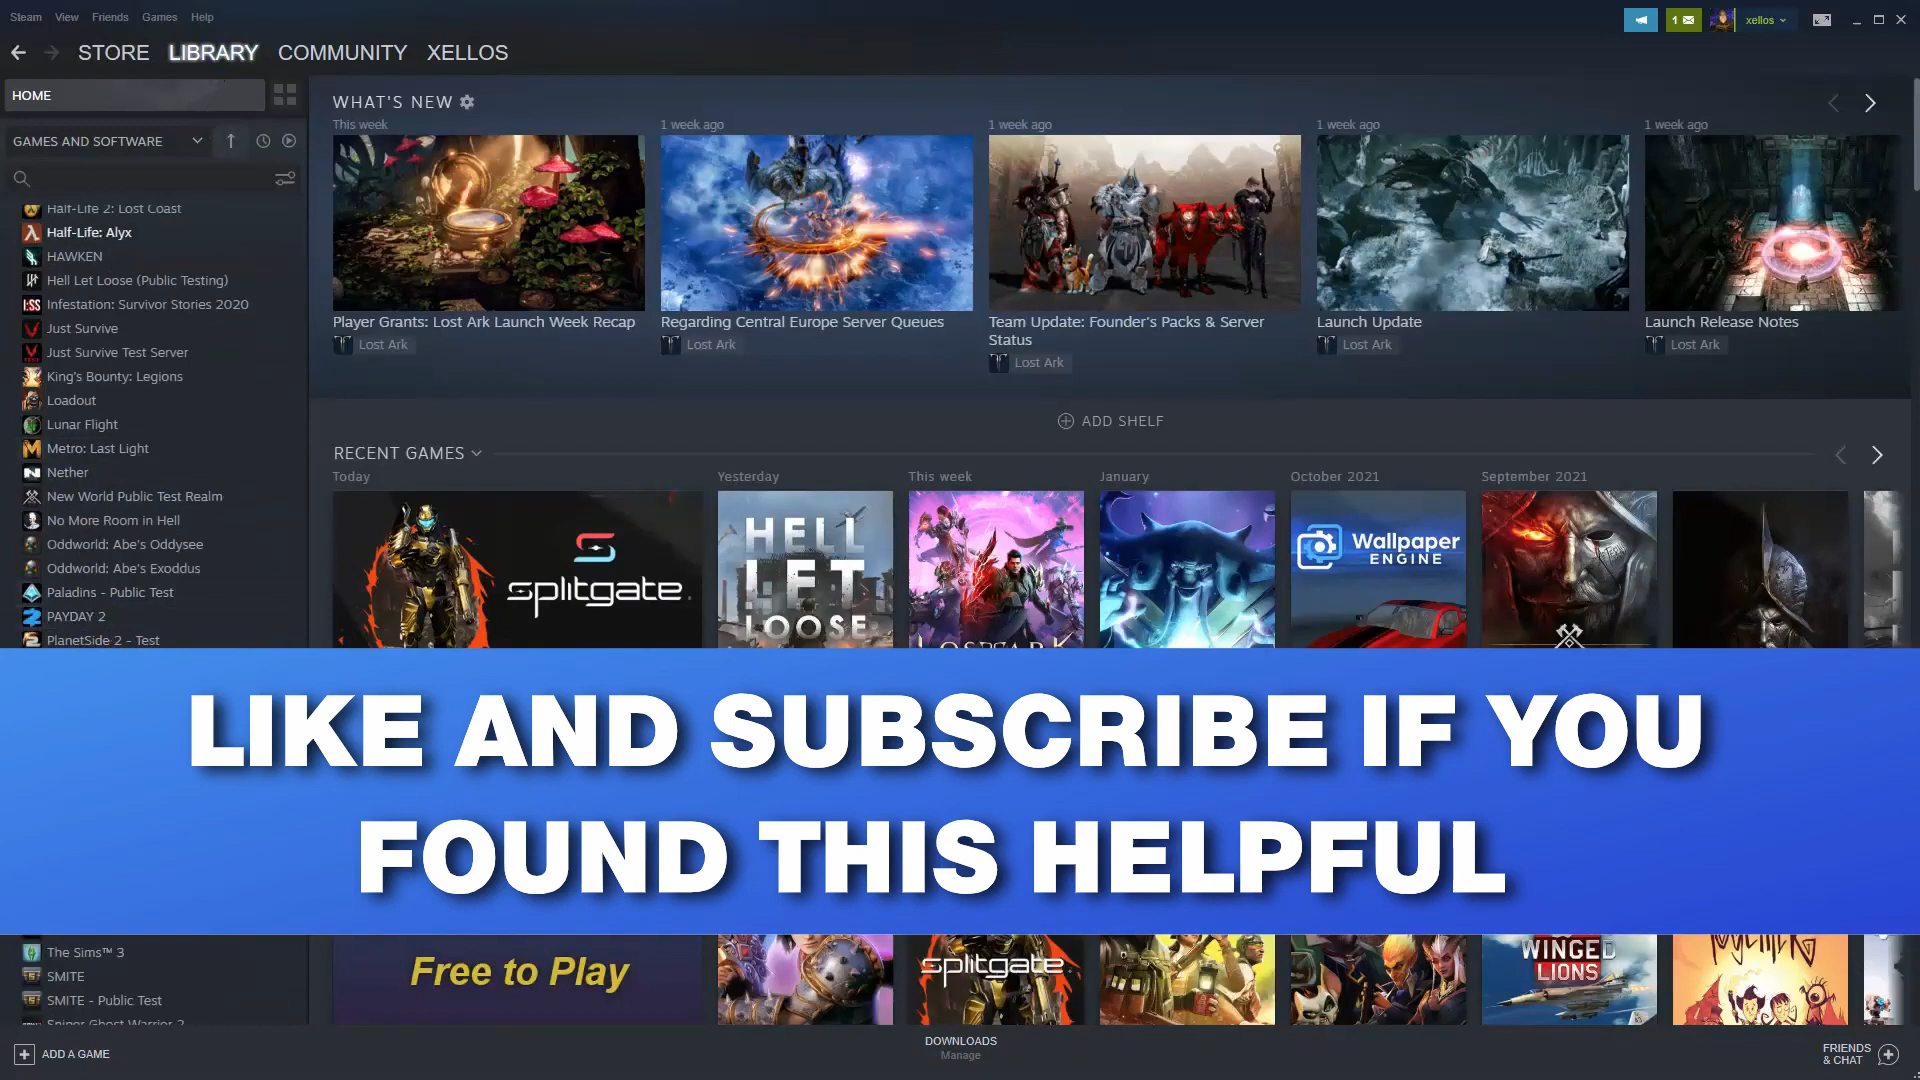 Steam View Friends Games Help
1
xellos
STORE LIBRARY COMMUNITY XELLOS
HOME
GAMES AND SOFTWARE
Half-Life 2: Lost Coast
Half-Life: Alyx
HAWKEN
Hell Let Loose (Public Testing)
Infestation: Survivor Stories 2020
Just Survive
Just Survive Test Server
King's Bounty: Legions
Loadout
Lunar Flight
Metro: Last Light
Nether
New World Public Test Realm
No More Room in Hell
Oddworld: Abe's Oddysee
Oddworld: Abe's Exoddus
Paladins - Public Test
PAYDAY 2
PlanetSide 2 - Test
WHAT'S NEW
This week
Player Grants: Lost Ark Launch Week Recap
Lost Ark
1 week ago
Regarding Central Europe Server Queues
Lost Ark
1 week ago
Team Update: Founder's Packs & Server
Status
Lost Ark
1 week ago
Launch Update
Lost Ark
1 week ago
Launch Release Notes
Lost Ark
ADD SHELF
RECENT GAMES
Today
splitgate
Yesterday
HELL
LET
LOOSE
This week
LOST ARK
January
October 2021
Wallpaper
ENGINE
September 2021
LIKE AND SUBSCRIBE IF YOU
FOUND THIS HELPFUL
The Sims™ 3
SMITE
SMITE - Public Test
Sniper Ghost Warrior 2
Free to Play
splitgate
WINGED
LIONS
TOGETHER
ADD A GAME
DOWNLOADS
Manage
FRIENDS
& CHAT